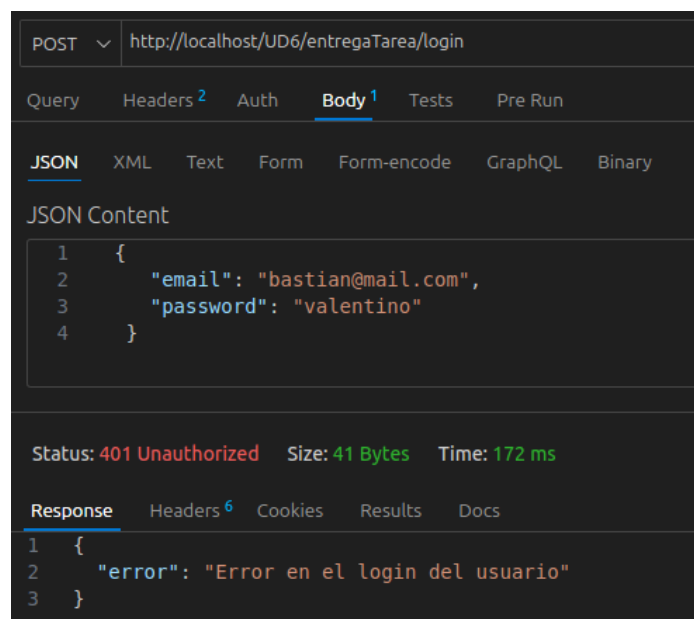 POST http://localhost/UD6/entregaTarea/login
Query Headers 2 Auth Body 1 Tests Pre Run
JSON XML Text Form Form-encode GraphQL Binary
JSON Content
1 {
2 "email": "bastian@mail.com",
3 "password": "valentino"
4 }
Status: 401 Unauthorized Size: 41 Bytes Time: 172 ms
Response Headers 6 Cookies Results Docs
1 {
2 "error": "Error en el login del usuario"
3 }